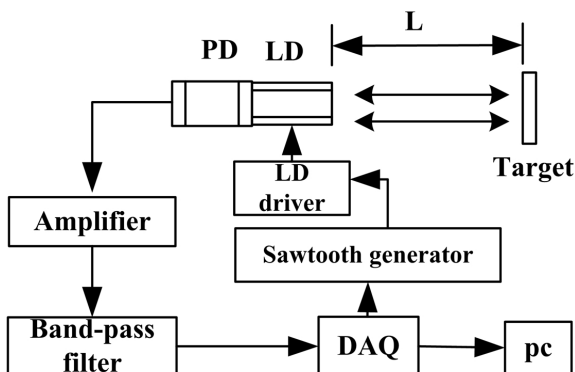 L
PD LD
Target
LD
driver
Amplifier
Sawtooth generator
Band-pass
filter
DAQ
pc